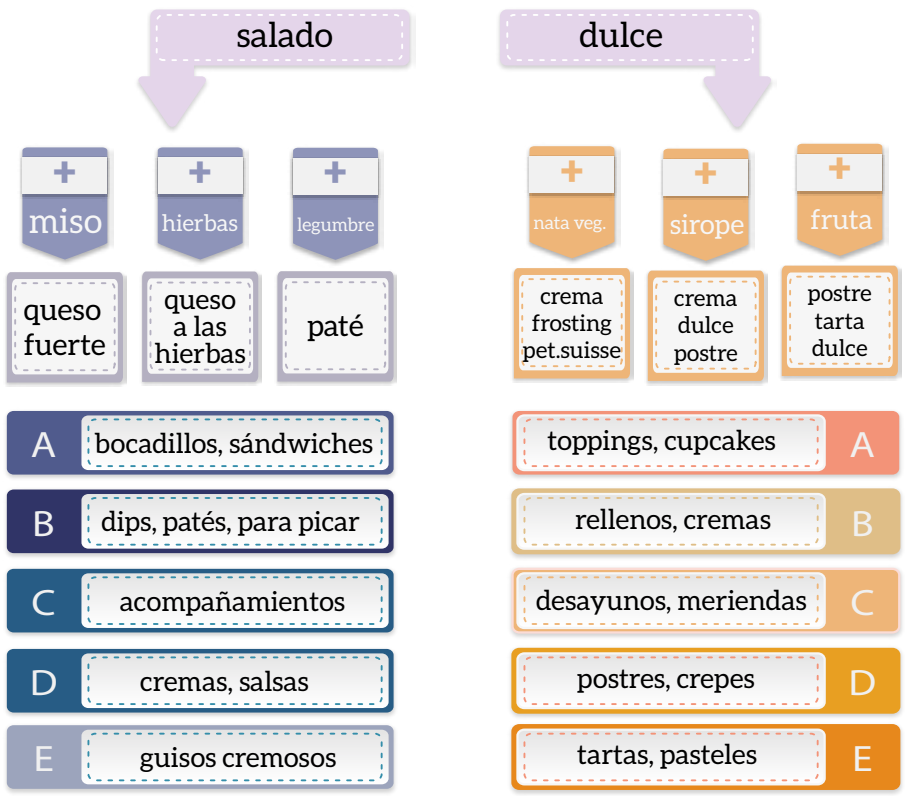 salado
+
miso
+
hierbas
+
legumbre
queso
fuerte
queso
a las
hierbas
paté
A
bocadillos, sándwiches
B
dips, patés, para picar
C
acompañamientos
D
cremas, salsas
E
guisos cremosos
dulce
+
nata veg.
+
sirope
+
fruta
crema
frosting
pet.suisse
crema
dulce
postre
postre
tarta
dulce
toppings, cupcakes
A
rellenos, cremas
B
desayunos, meriendas
C
postres, crepes
D
tartas, pasteles
E